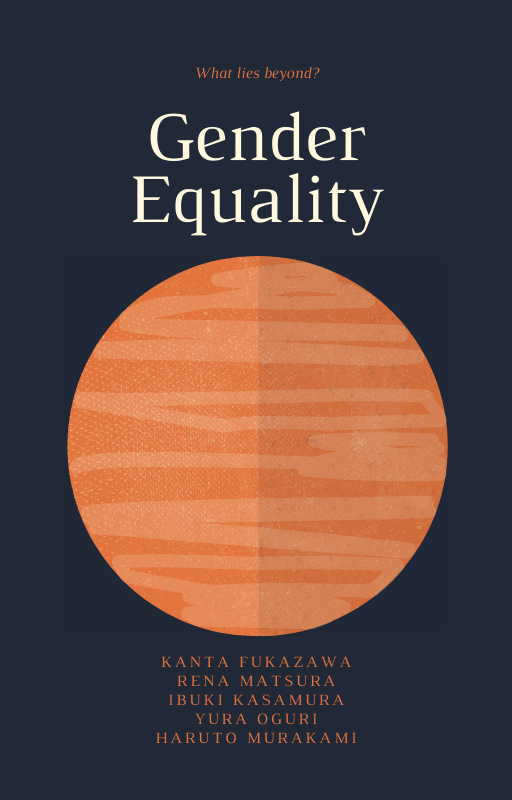 What lies beyond?
Gender
Equality
KANTA FUKAZAWA
RENA MATSURA
IBUKI KASAMURA
YURA OGURI
HARUTO MURAKAMI